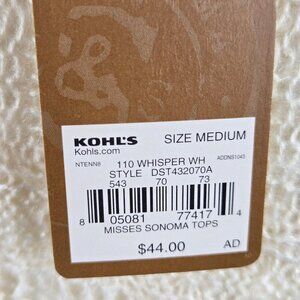 KOHL'S SIZE MEDIUM
Kohls.com
NTENN8 110 WHISPER WH ACONS1043
STYLE DST432070A
543 70 73
8 05081 77417 4
MISSES SONOMA TOPS
$44.00 AD